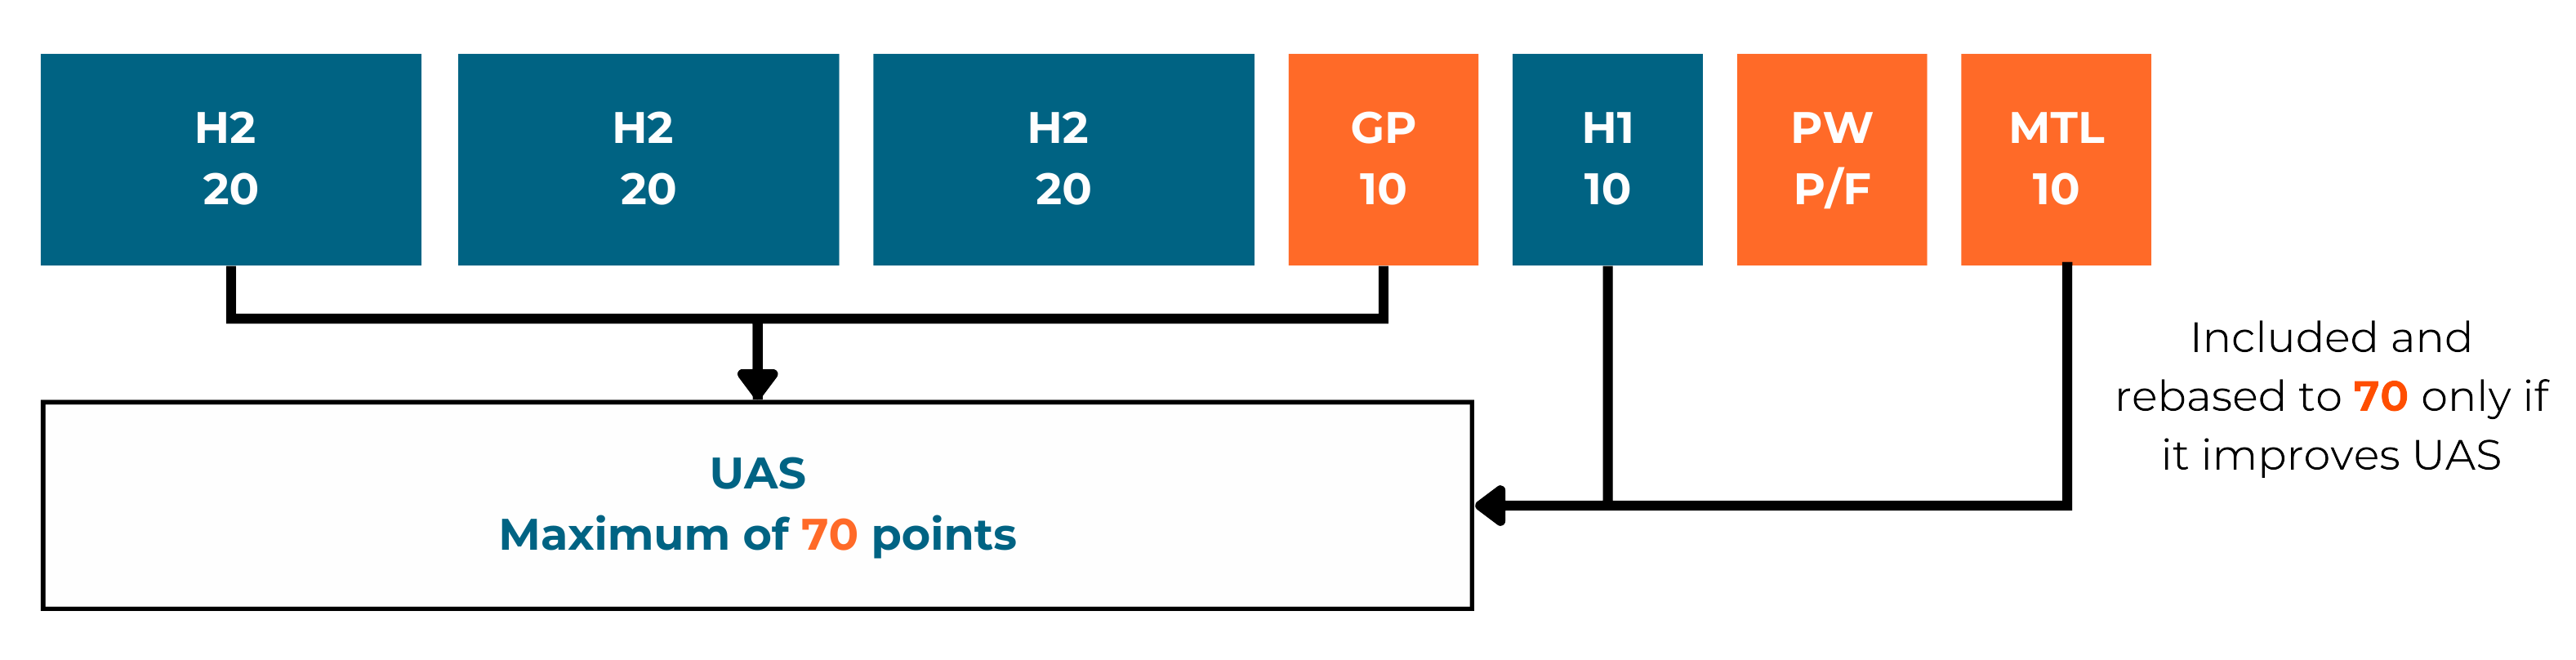 H2
20
H2
20
H2
20
GP
10
H1
10
PW
P/F
MTL
10
Included and
rebased to 70 only if
it improves UAS
UAS
Maximum of 70 points